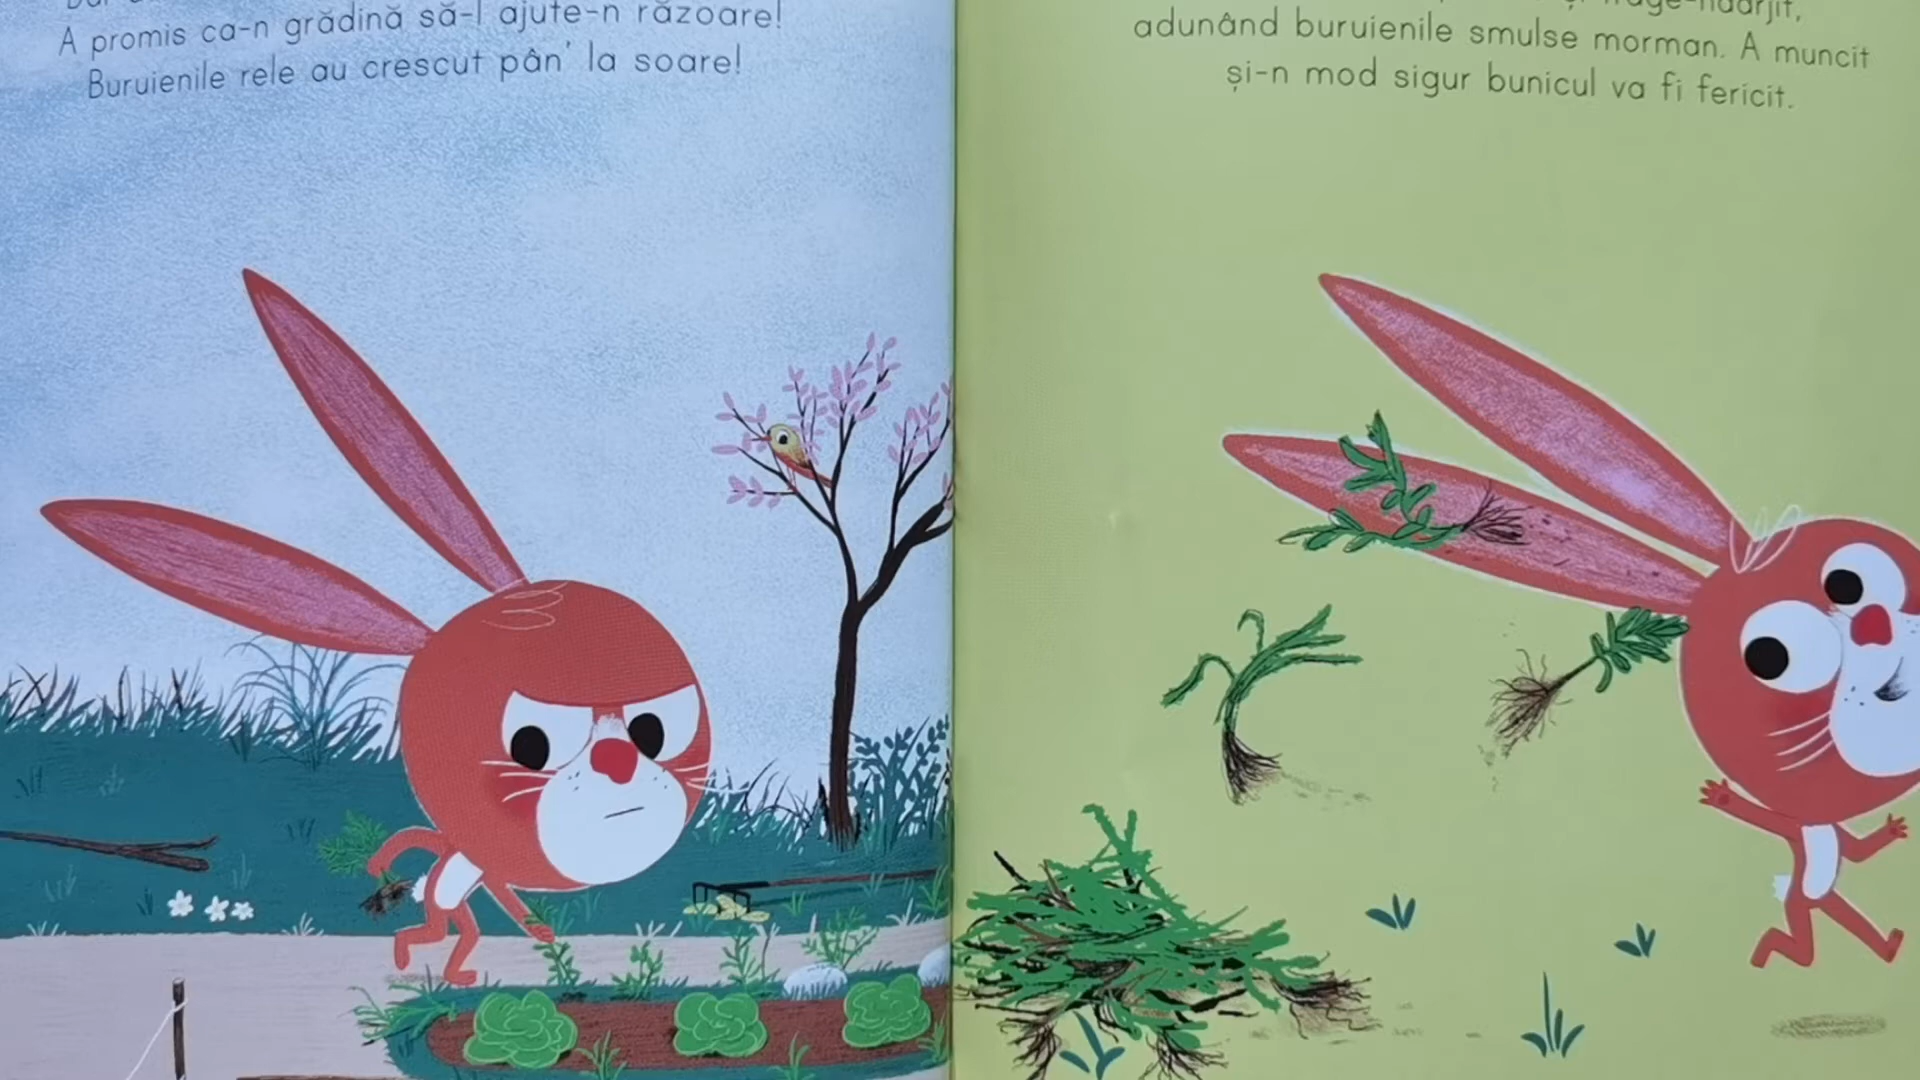 A promis ca-n grădină să-l ajute-n răzoare!
Buruienile rele au crescut pân' la soare!
adunând buruienile smulse morman. A muncit
și-n mod sigur bunicul va fi fericit.